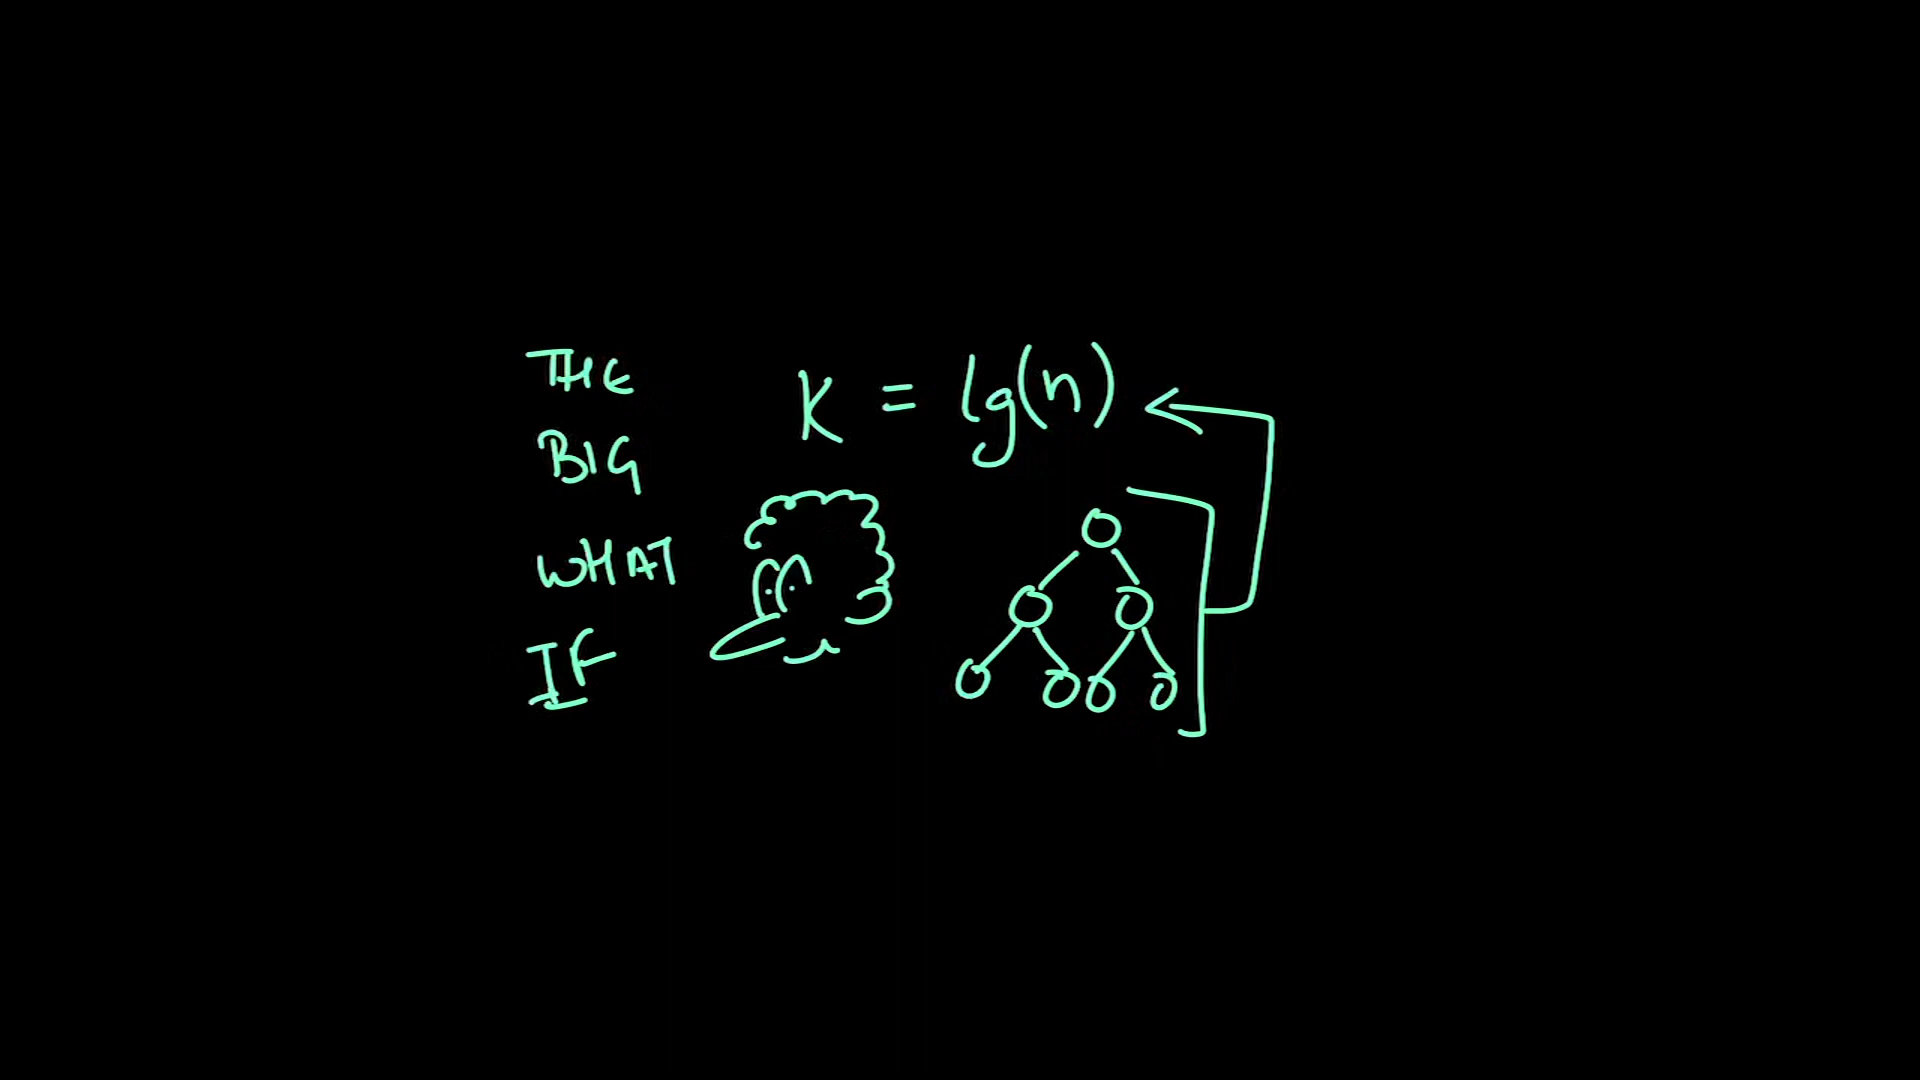 THE
BIG
WHAT
IF
K = lg(n)